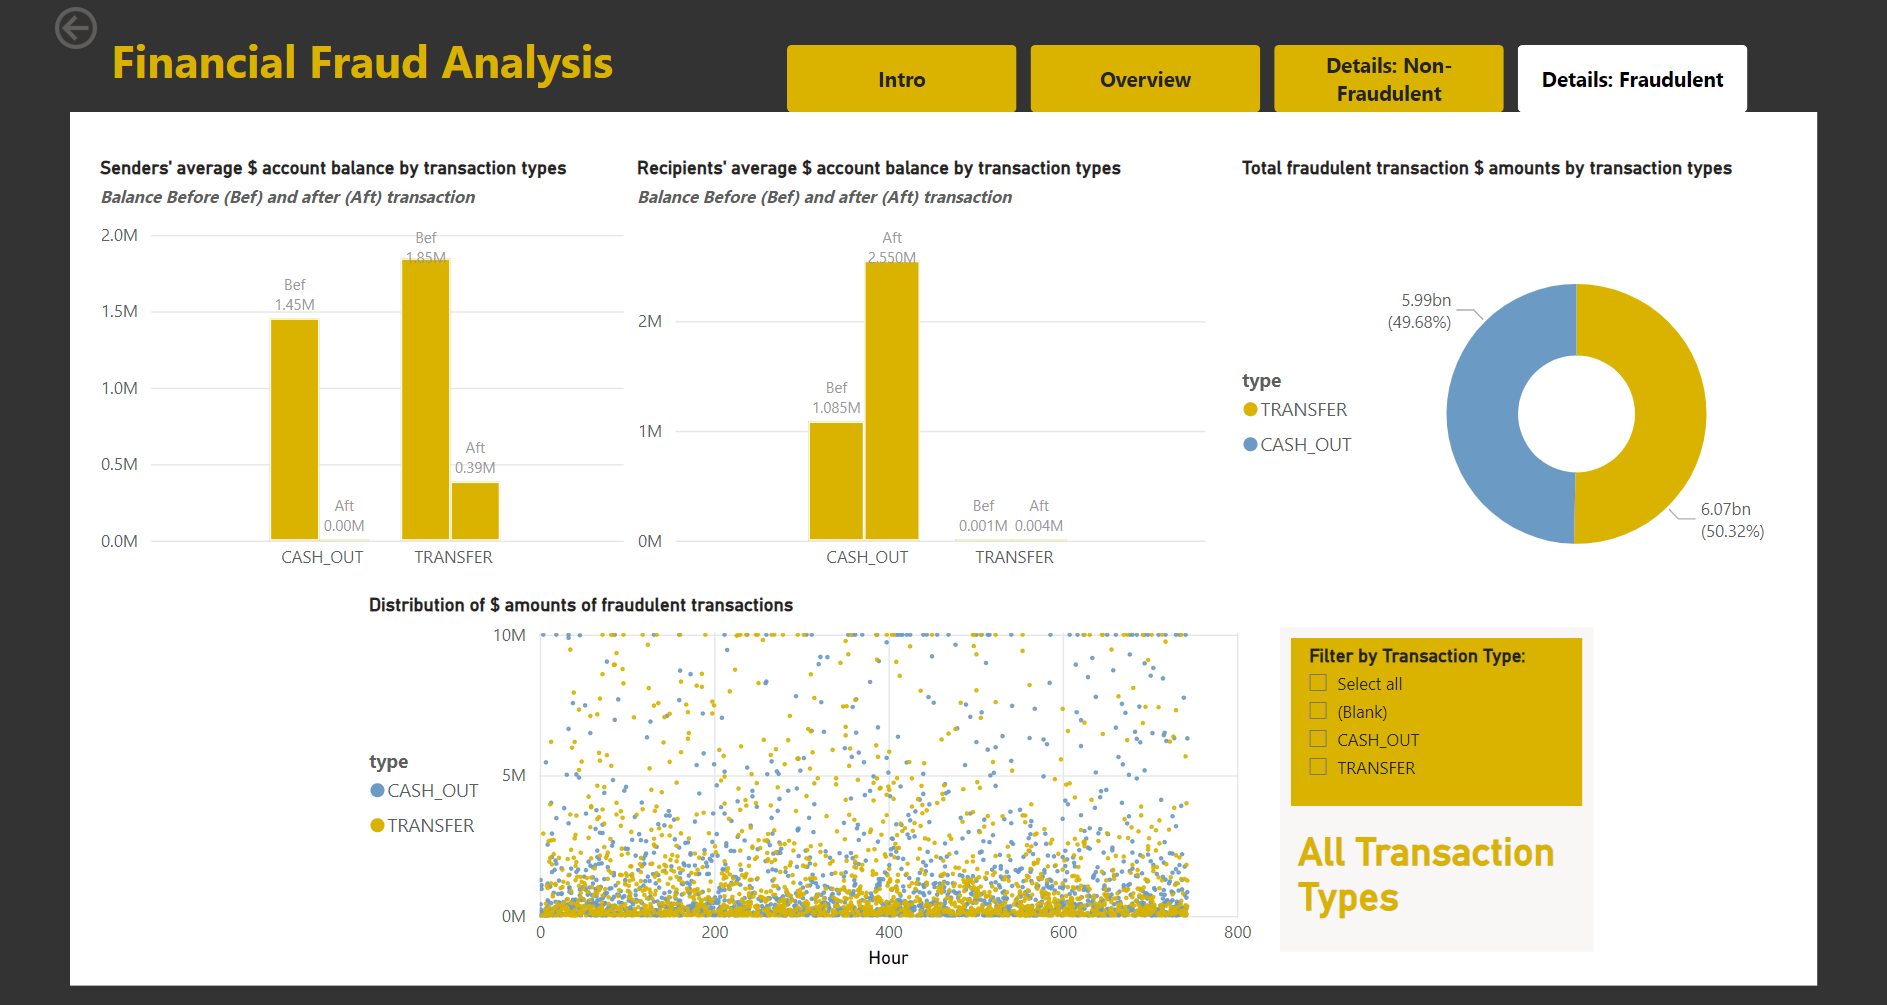 Financial Fraud Analysis
Intro
Overview
Details: Non-
Fraudulent
Details: Fraudulent
Senders' average $ account balance by transaction types
Balance Before (Bef) and after (Aft) transaction
2.0M
1.5M
1.0M
0.5M
0.0M
Bef
1.45M
Aft
0.00M
Bef
1.85M
Aft
0.39M
CASH_OUT
TRANSFER
Recipients' average $ account balance by transaction types
Balance Before (Bef) and after (Aft) transaction
2M
1M
0M
Bef
1.085M
Aft
2.550M
Bef
0.001M
Aft
0.004M
CASH_OUT
TRANSFER
Total fraudulent transaction $ amounts by transaction types
type
TRANSFER
CASH_OUT
5.99bn
(49.68%)
6.07bn
(50.32%)
Distribution of $ amounts of fraudulent transactions
type
CASH_OUT
TRANSFER
10M
5M
0M
0
200
400
600
800
Hour
Filter by Transaction Type:
Select all
(Blank)
CASH_OUT
TRANSFER
All Transaction
Types